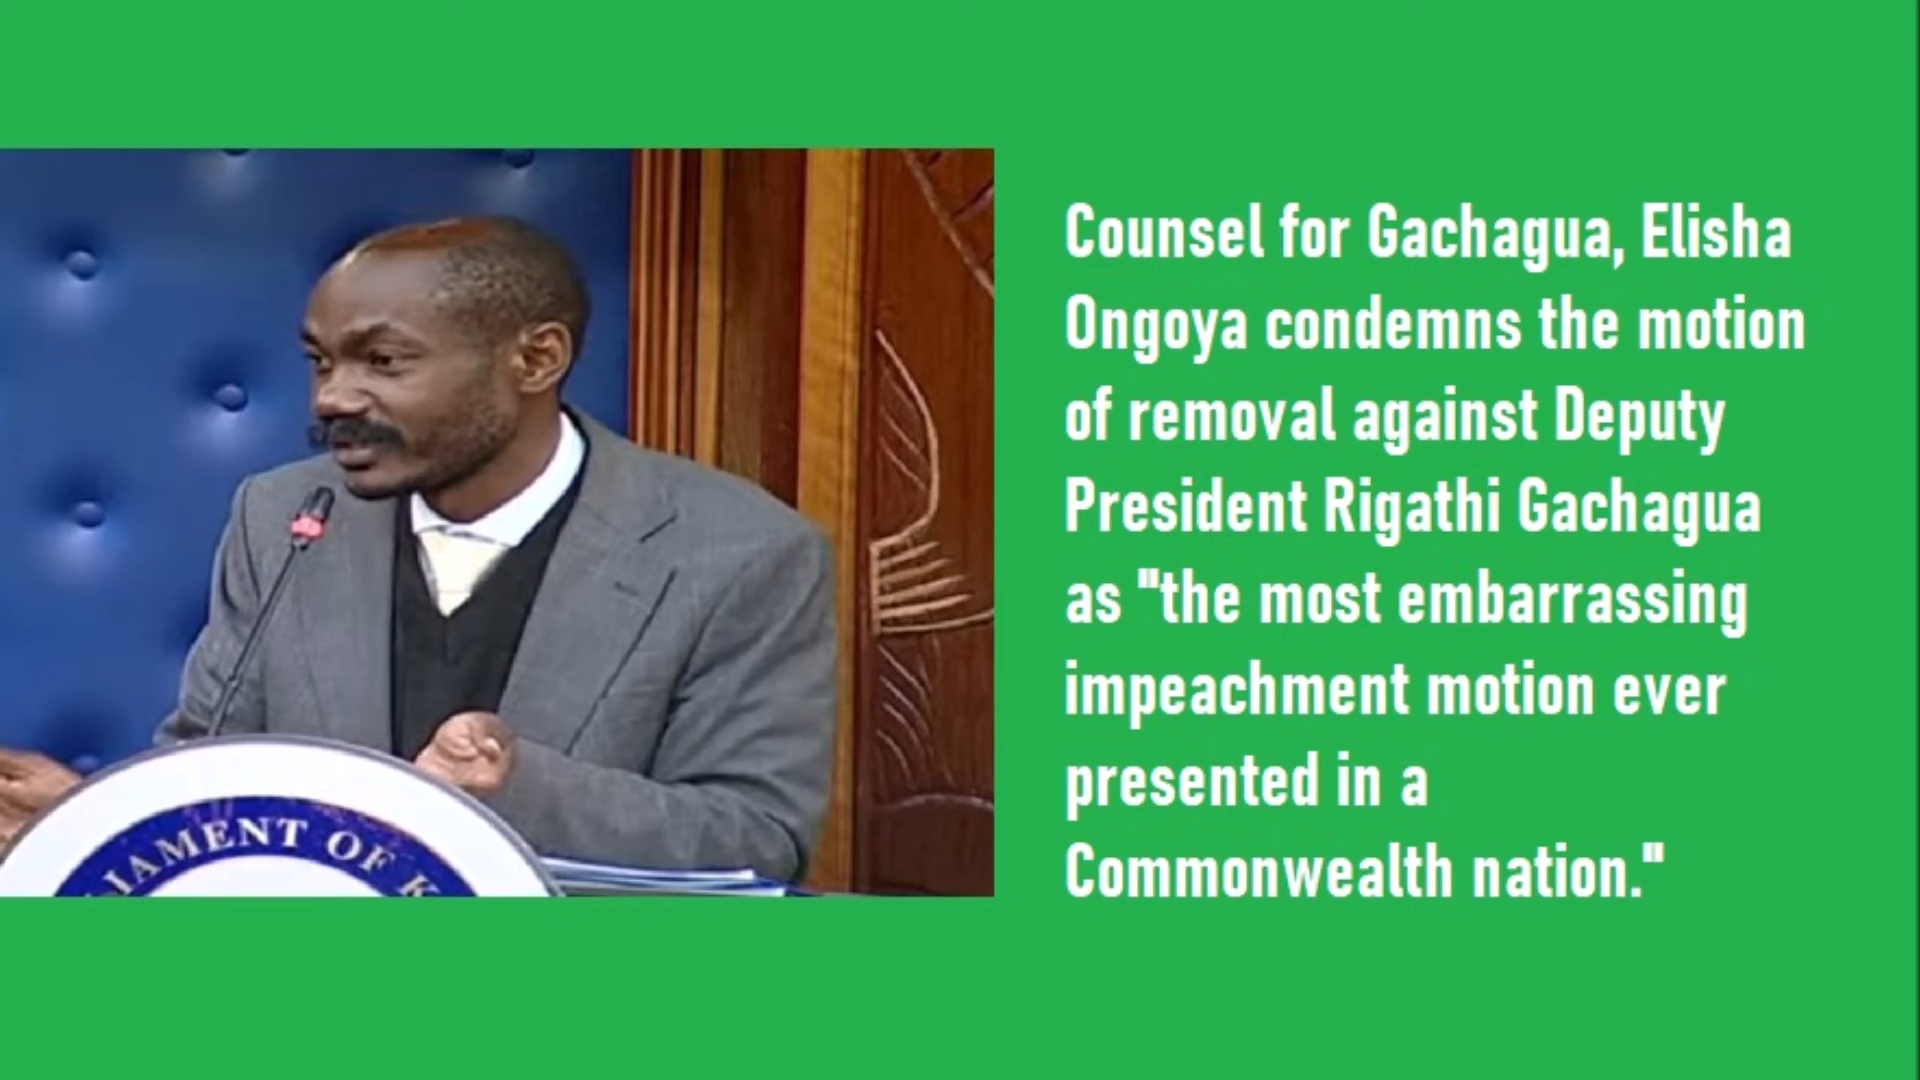 Counsel for Gachagua, Elisha
Ongoya condemns the motion
of removal against Deputy
President Rigathi Gachagua
as "the most embarrassing
impeachment motion ever
presented in a
Commonwealth nation."
LIAMENT OF K